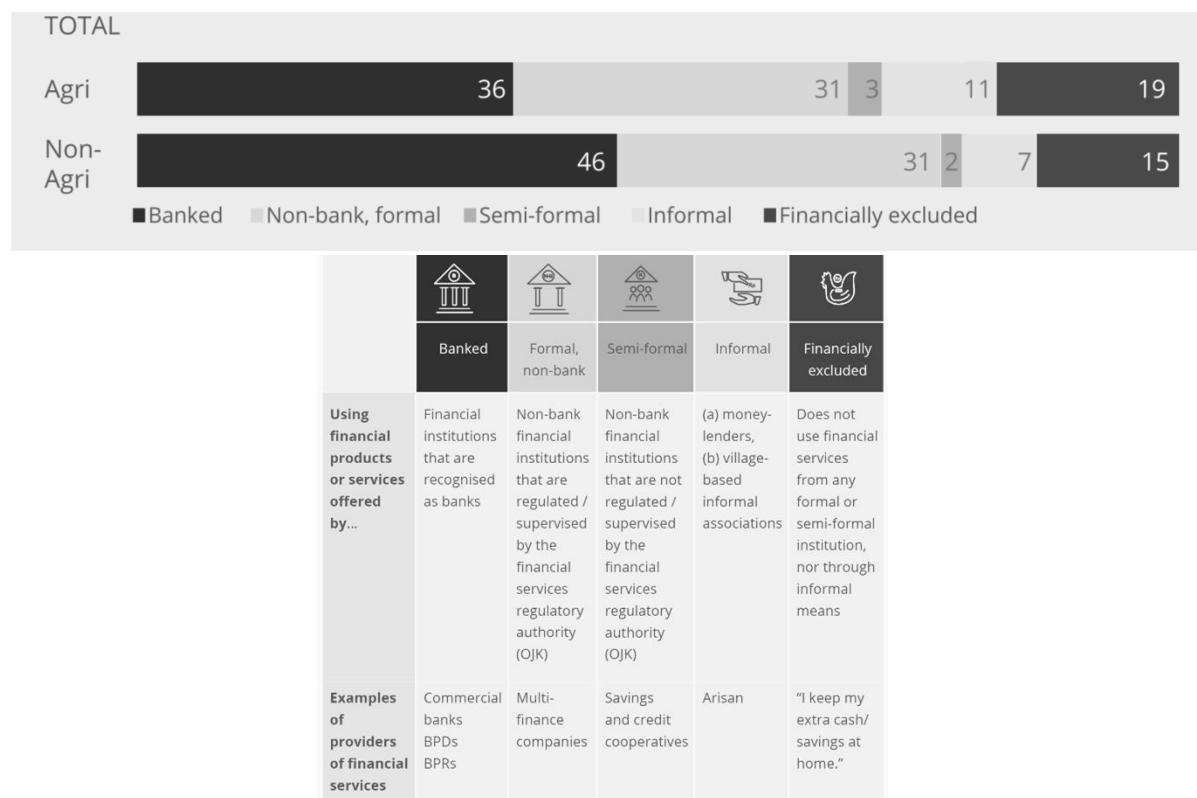 TOTAL
Agri 36 31 3 11 19
Non-
Agri 46 31 2 7 15
Banked Non-bank, formal Semi-formal Informal Financially excluded
Banked
Formal,
non-bank
Semi-formal
Informal
Financially
excluded
Using
financial
products
or services
offered
by...
Financial
institutions
that are
recognised
as banks
Non-bank
financial
institutions
that are
regulated /
supervised
by the
financial
services
regulatory
authority
(OJK)
Non-bank
financial
institutions
that are not
regulated /
supervised
by the
financial
services
regulatory
authority
(OJK)
(a) money-
lenders,
(b) village-
based
informal
associations
Does not
use financial
services
from any
formal or
semi-formal
institution,
nor through
informal
means
Examples
of
providers
of financial
services
Commercial
banks
BPDs
BPRs
Multi-
finance
companies
Savings
and credit
cooperatives
Arisan
“I keep my
extra cash/
savings at
home.”